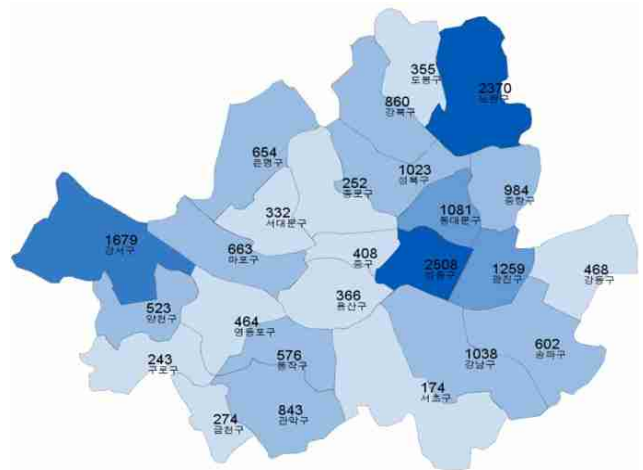 355
도봉구
2370
노원구
860
강북구
654
은평구
1023
성북구
252
종로구
984
중랑구
332
서대문구
1081
동대문구
1679
강서구
663
마포구
408
중구
2508
성동구
1259
광진구
468
강동구
366
용산구
523
양천구
464
영등포구
576
동작구
1038
강남구
602
송파구
243
구로구
174
서초구
274
금천구
843
관악구